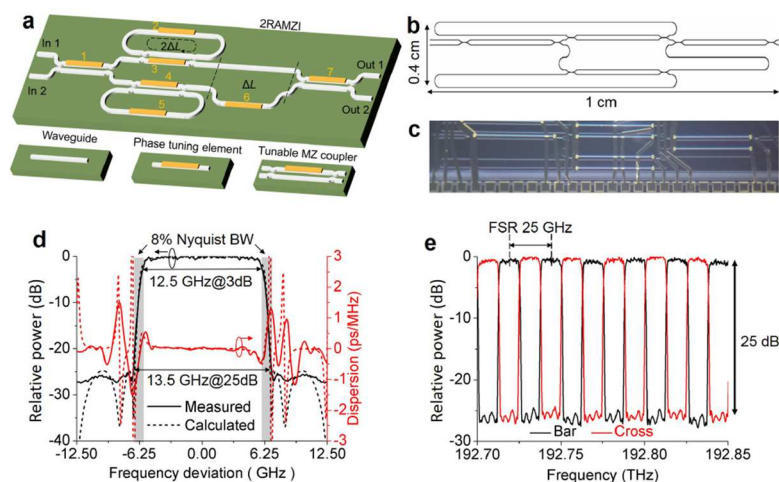 a
2RAMZI
2
2ΔL
In 1
1
3
Out 1
In 2
4
ΔL
7
5
6
Out 2
Waveguide
Phase tuning element
Tunable MZ coupler
b
0.4 cm
1 cm
c
d
8% Nyquist BW
12.5 GHz@3dB
13.5 GHz@25dB
Measured
Calculated
Relative power (dB)
0
-10
-20
-30
-40
Dispersion (ps/MHz)
3
2
1
0
-1
-2
-3
-12.50 -6.25 0.00 6.25 12.50
Frequency deviation ( GHz )
e
FSR 25 GHz
25 dB
Relative power (dB)
0
-10
-20
-30
Bar Cross
192.70 192.75 192.80 192.85
Frequency (THz)